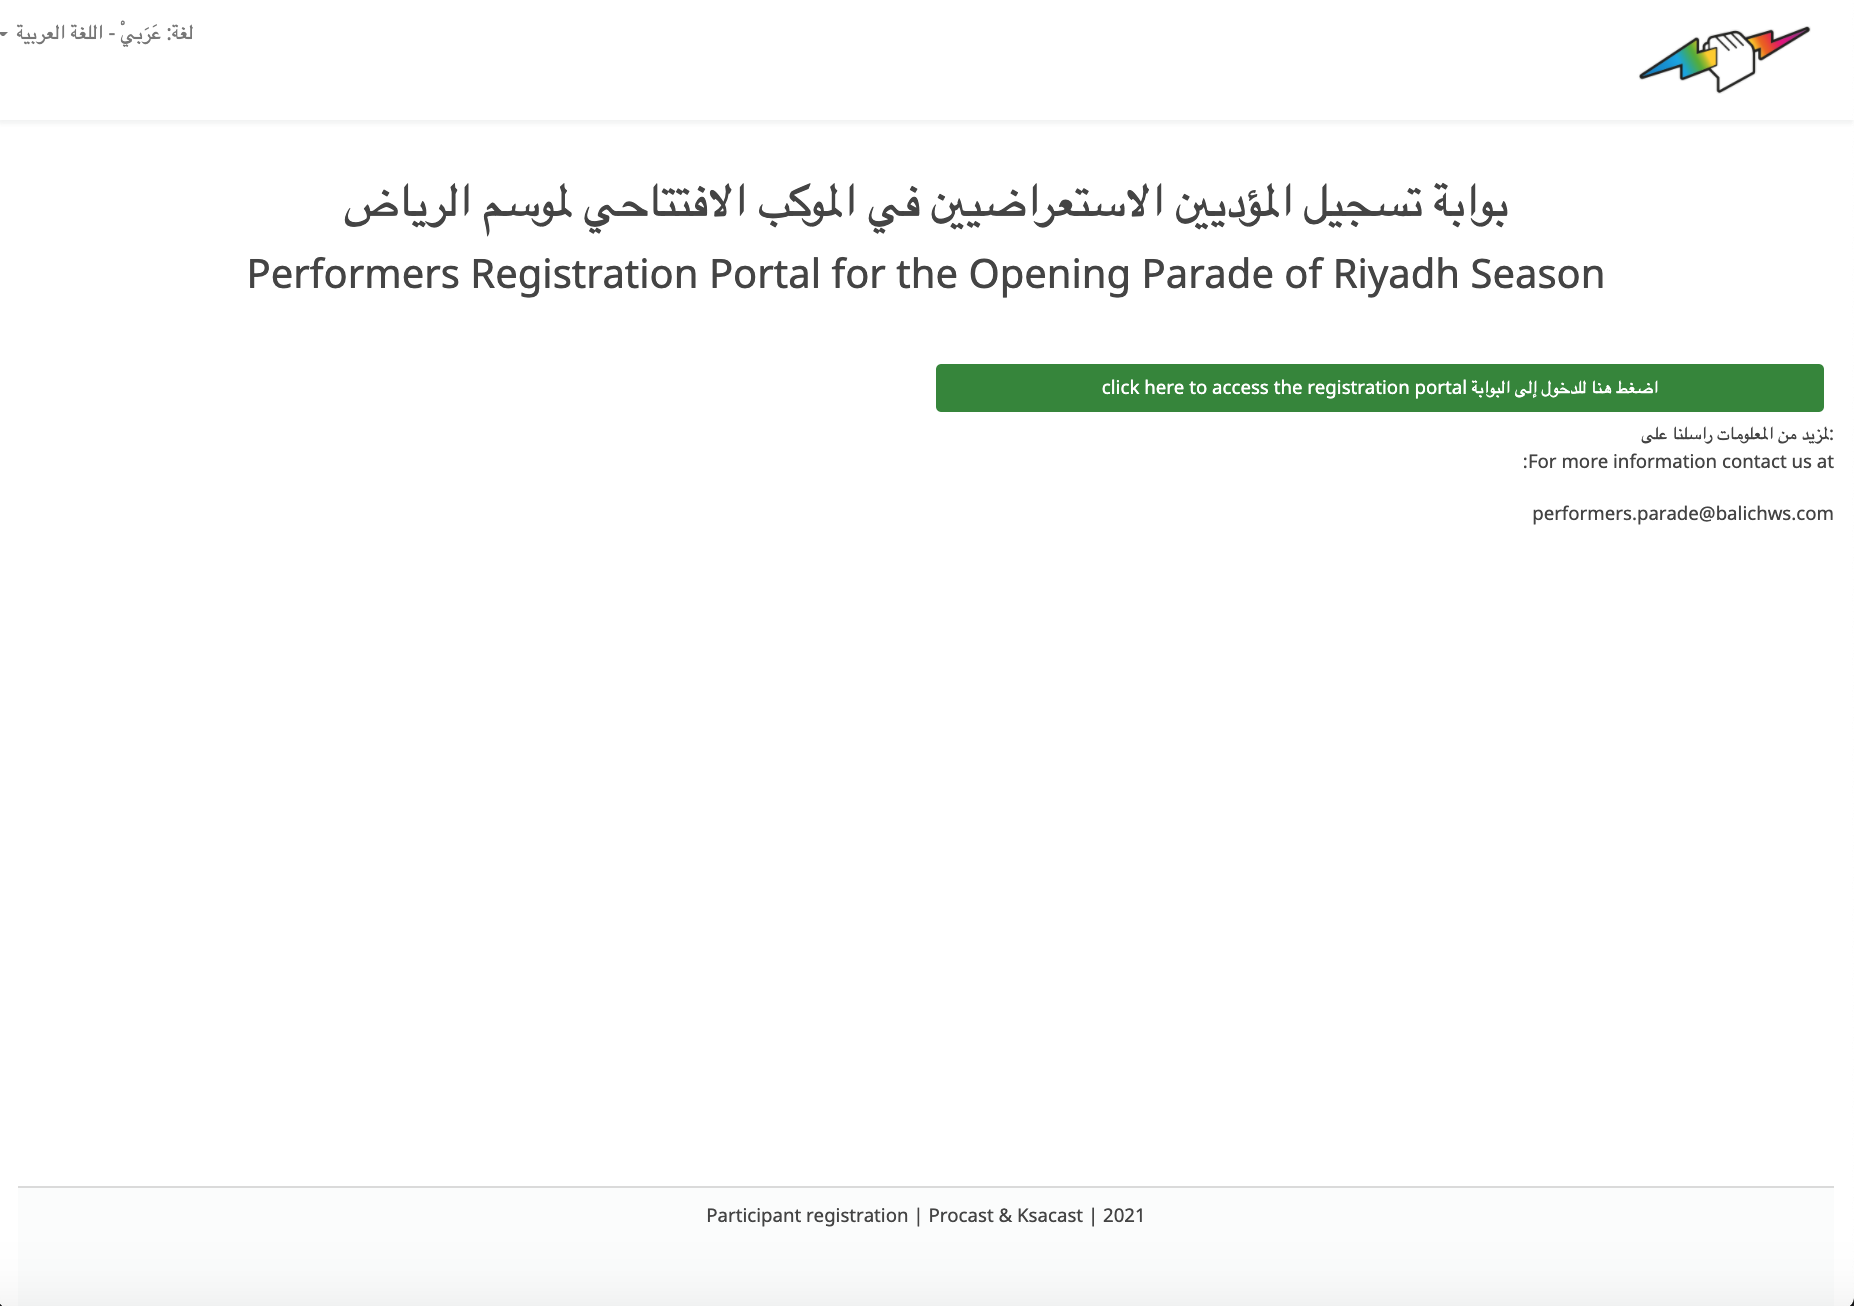 لغة: عَرَبيْ - اللغة العربية
بوابة تسجيل المؤديين الاستعراضيين في الموكب الافتتاحي لموسم الرياض
Performers Registration Portal for the Opening Parade of Riyadh Season
click here to access the registration portal اضغط هنا للدخول إلى البوابة
لمزيد من المعلومات راسلنا على:
For more information contact us at:
performers.parade@balichws.com
Participant registration | Procast & Ksacast | 2021